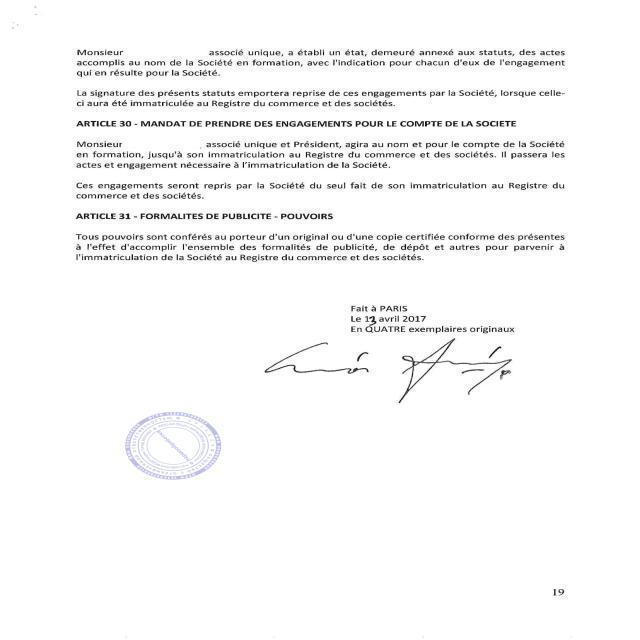 Monsieur associé unique, a établi un état, demeuré annexé aux statuts, des actes
accomplis au nom de la Société en formation, avec l'indication pour chacun d'eux de l'engagement
qui en résulte pour la Société.
La signature des présents statuts emportera reprise de ces engagements par la Société, lorsque celle-
ci aura été immatriculée au Registre du commerce et des sociétés.
ARTICLE 30 - MANDAT DE PRENDRE DES ENGAGEMENTS POUR LE COMPTE DE LA SOCIETE
Monsieur associé unique et Président, agira au nom et pour le compte de la Société
en formation, jusqu'à son immatriculation au Registre du commerce et des sociétés. Il passera les
actes et engagement nécessaire à l'immatriculation de la Société.
Ces engagements seront repris par la Société du seul fait de son immatriculation au Registre du
commerce et des sociétés.
ARTICLE 31 - FORMALITES DE PUBLICITE - POUVOIRS
Tous pouvoirs sont conférés au porteur d'un original ou d'une copie certifiée conforme des présentes
à l'effet d'accomplir l'ensemble des formalités de publicité, de dépôt et autres pour parvenir à
l'immatriculation de la Société au Registre du commerce et des sociétés.
Fait à PARIS
Le 13 avril 2017
En QUATRE exemplaires originaux
19